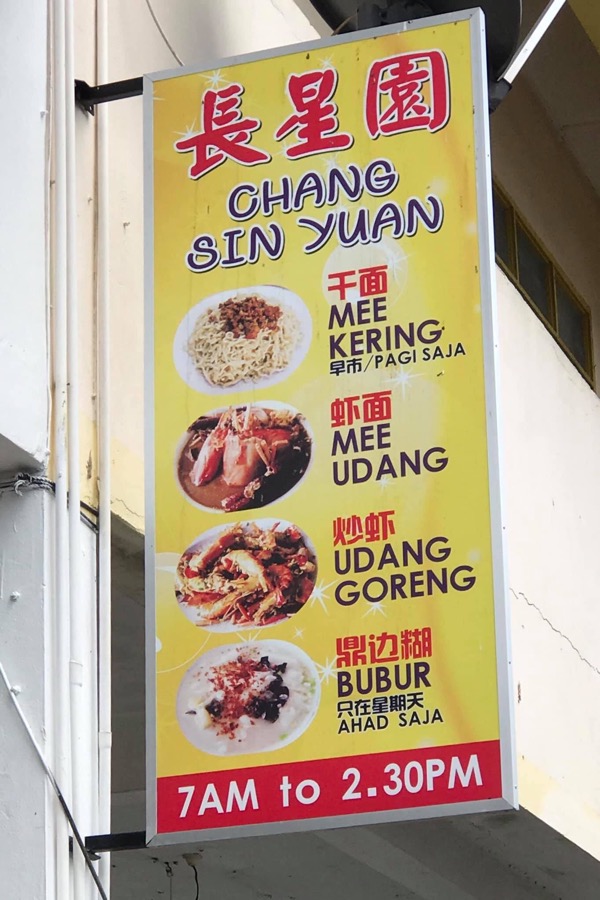 長星園
CHANG
SIN YUAN
干面
MEE
KERING
早市/PAGI SAJA
虾面
MEE
UDANG
炒虾
UDANG
GORENG
鼎边糊
BUBUR
只在星期天
AHAD SAJA
7AM to 2.30PM